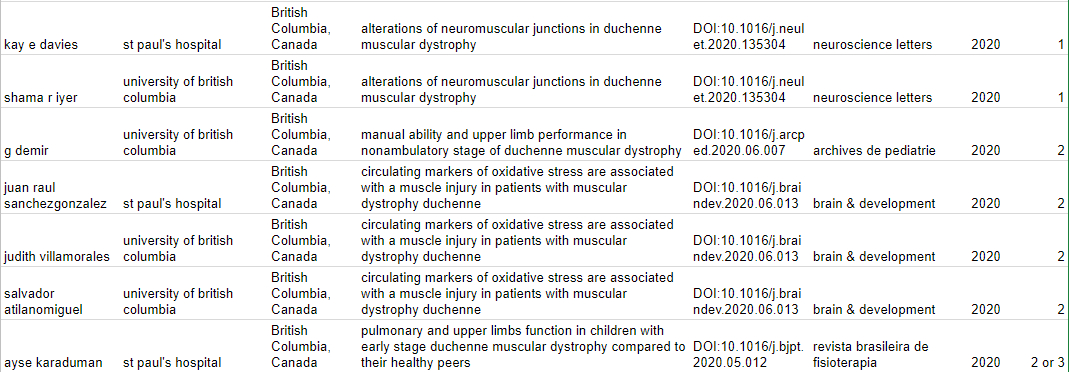 British
Columbia,
kay e davies st paul's hospital Canada alterations of neuromuscular junctions in duchenne muscular dystrophy DOI:10.1016/j.neulet.2020.135304 neuroscience letters 2020 1
British
Columbia,
shama r iyer university of british columbia Canada alterations of neuromuscular junctions in duchenne muscular dystrophy DOI:10.1016/j.neulet.2020.135304 neuroscience letters 2020 1
British
Columbia,
g demir university of british columbia Canada manual ability and upper limb performance in nonambulatory stage of duchenne muscular dystrophy DOI:10.1016/j.arcped.2020.06.007 archives de pediatrie 2020 2
British
Columbia,
juan raul sanchezgonzalez st paul's hospital Canada circulating markers of oxidative stress are associated with a muscle injury in patients with muscular dystrophy duchenne DOI:10.1016/j.braindev.2020.06.013 brain & development 2020 2
British
Columbia,
judith villamorales university of british columbia Canada circulating markers of oxidative stress are associated with a muscle injury in patients with muscular dystrophy duchenne DOI:10.1016/j.braindev.2020.06.013 brain & development 2020 2
British
Columbia,
salvador atilanomiguel university of british columbia Canada circulating markers of oxidative stress are associated with a muscle injury in patients with muscular dystrophy duchenne DOI:10.1016/j.braindev.2020.06.013 brain & development 2020 2
British
Columbia,
ayse karaduman st paul's hospital Canada pulmonary and upper limbs function in children with early stage duchenne muscular dystrophy compared to their healthy peers DOI:10.1016/j.bjpt.2020.05.012 revista brasileira de fisioterapia 2020 2 or 3